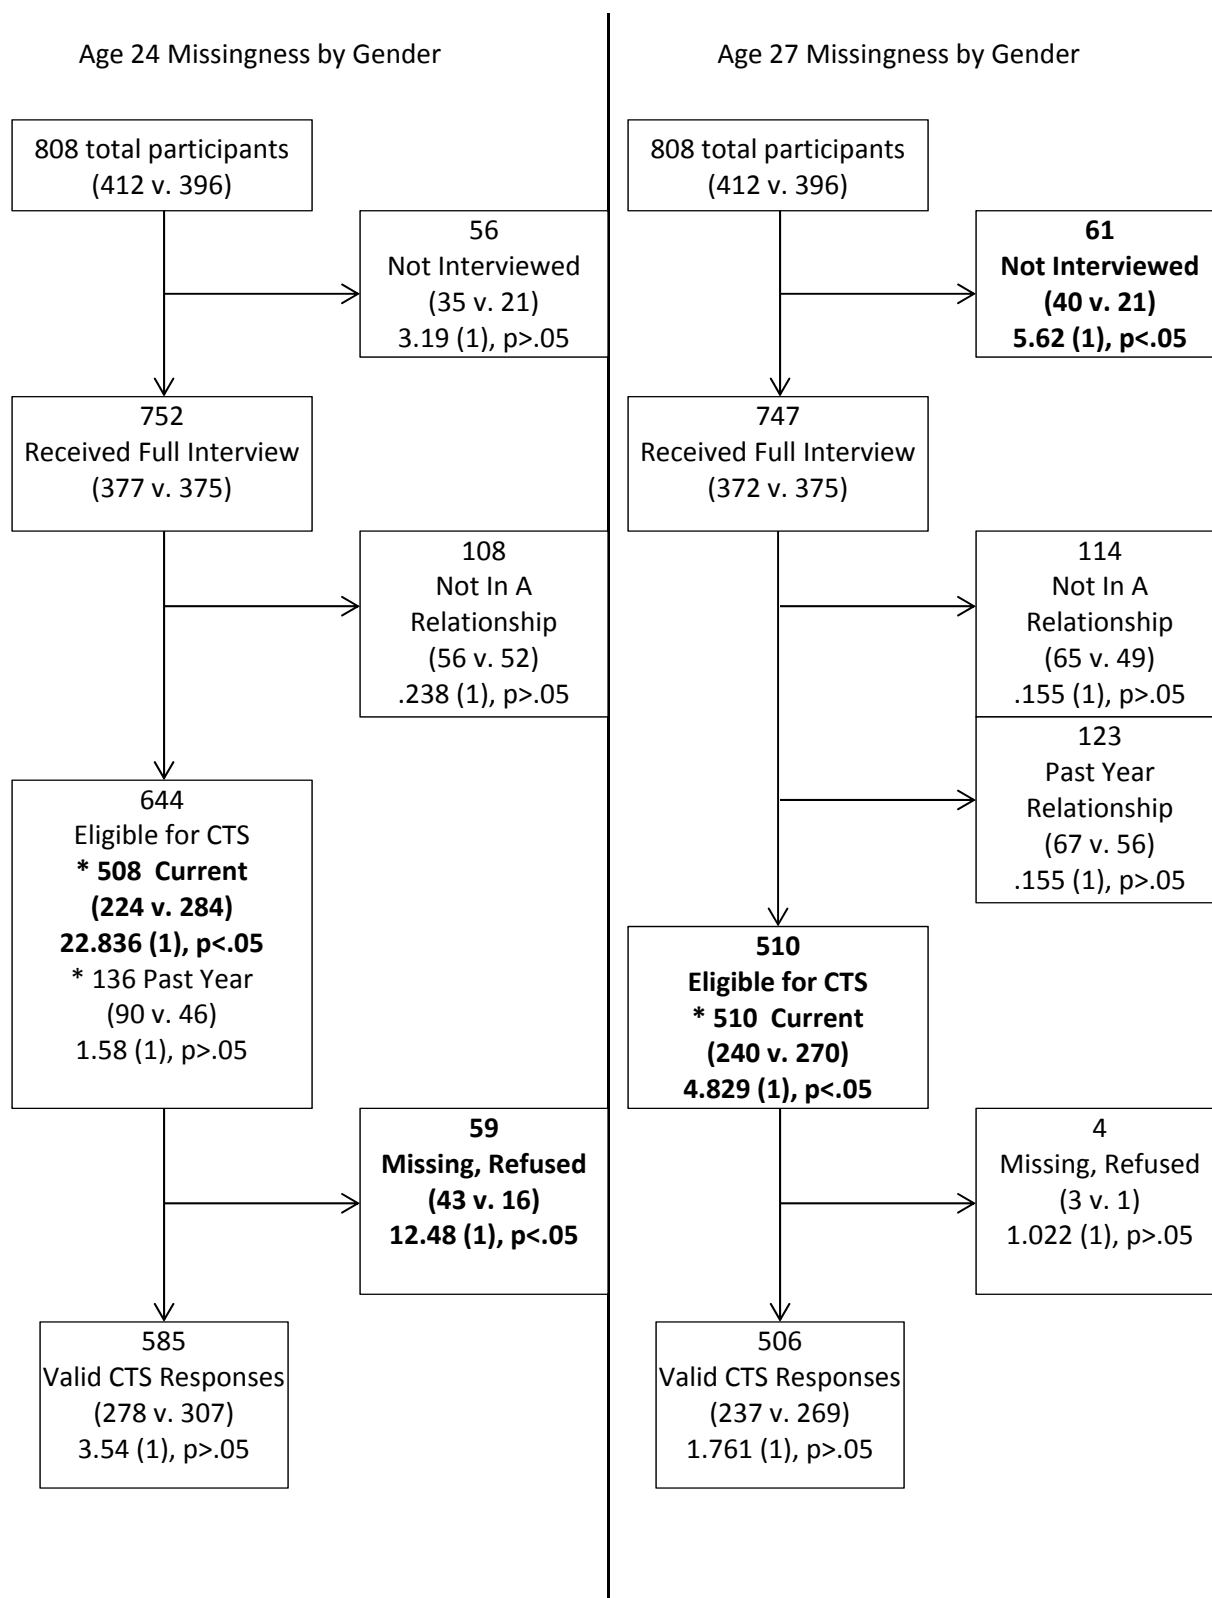 Age 24 Missingness by Gender
808 total participants
(412 v. 396)
56
Not Interviewed
(35 v. 21)
3.19 (1), p>.05
752
Received Full Interview
(377 v. 375)
108
Not In A
Relationship
(56 v. 52)
.238 (1), p>.05
644
Eligible for CTS
* 508  Current
(224 v. 284)
22.836 (1), p<.05
* 136 Past Year
(90 v. 46)
1.58 (1), p>.05
59
Missing, Refused
(43 v. 16)
12.48 (1), p<.05
585
Valid CTS Responses
(278 v. 307)
3.54 (1), p>.05
Age 27 Missingness by Gender
808 total participants
(412 v. 396)
61
Not Interviewed
(40 v. 21)
5.62 (1), p<.05
747
Received Full Interview
(372 v. 375)
114
Not In A
Relationship
(65 v. 49)
.155 (1), p>.05
123
Past Year
Relationship
(67 v. 56)
.155 (1), p>.05
510
Eligible for CTS
* 510  Current
(240 v. 270)
4.829 (1), p<.05
4
Missing, Refused
(3 v. 1)
1.022 (1), p>.05
506
Valid CTS Responses
(237 v. 269)
1.761 (1), p>.05